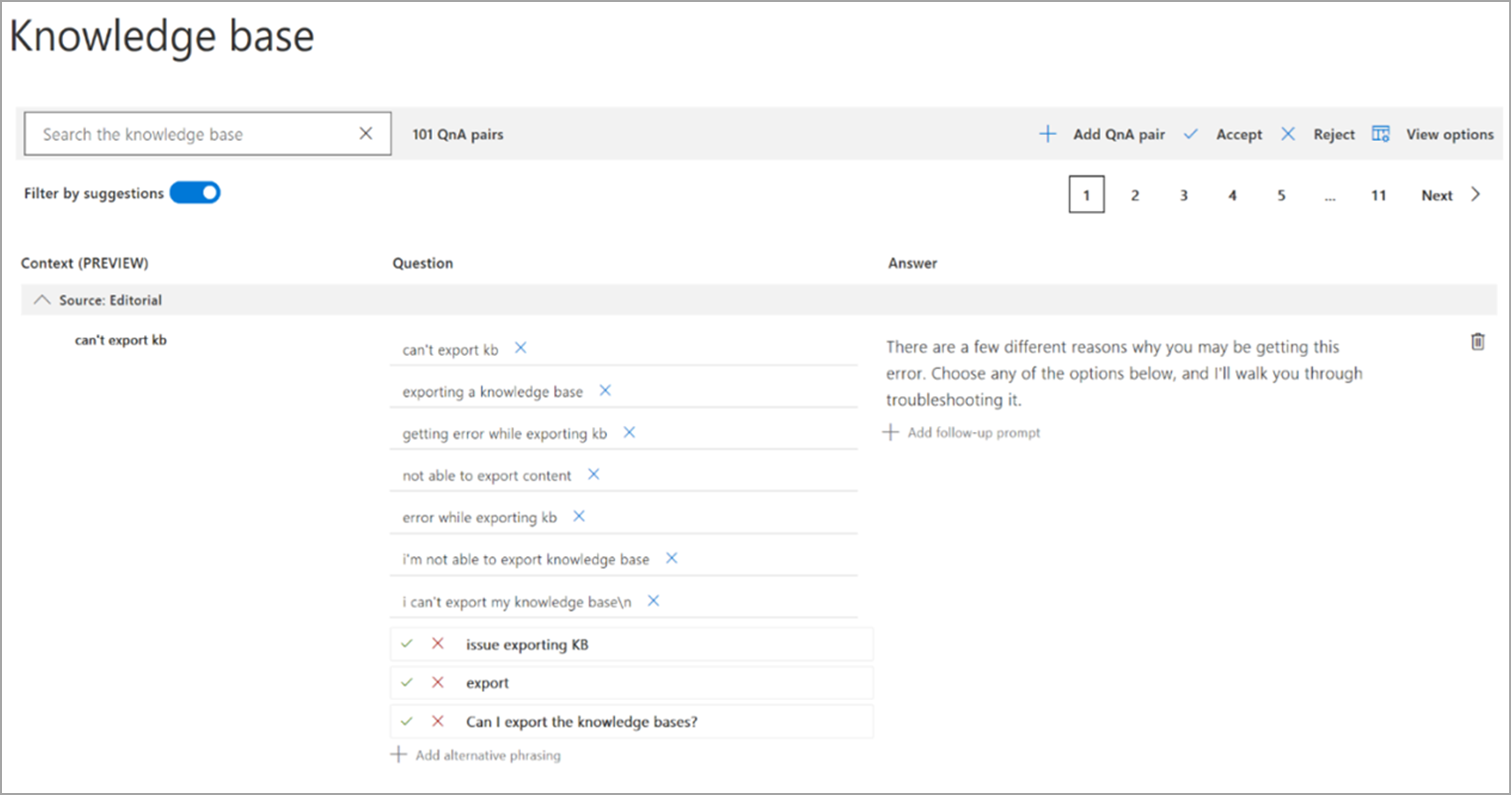 Knowledge base
Search the knowledge base
101 QnA pairs
Add QnA pair
Accept
Reject
View options
Filter by suggestions
1 2 3 4 5 ... 11 Next
Context (PREVIEW) Question Answer
Source: Editorial
can't export kb
can't export kb
exporting a knowledge base
getting error while exporting kb
not able to export content
error while exporting kb
i'm not able to export knowledge base
i can't export my knowledge base\n
issue exporting KB
export
Can I export the knowledge bases?
Add alternative phrasing
There are a few different reasons why you may be getting this
error. Choose any of the options below, and I'll walk you through
troubleshooting it.
Add follow-up prompt